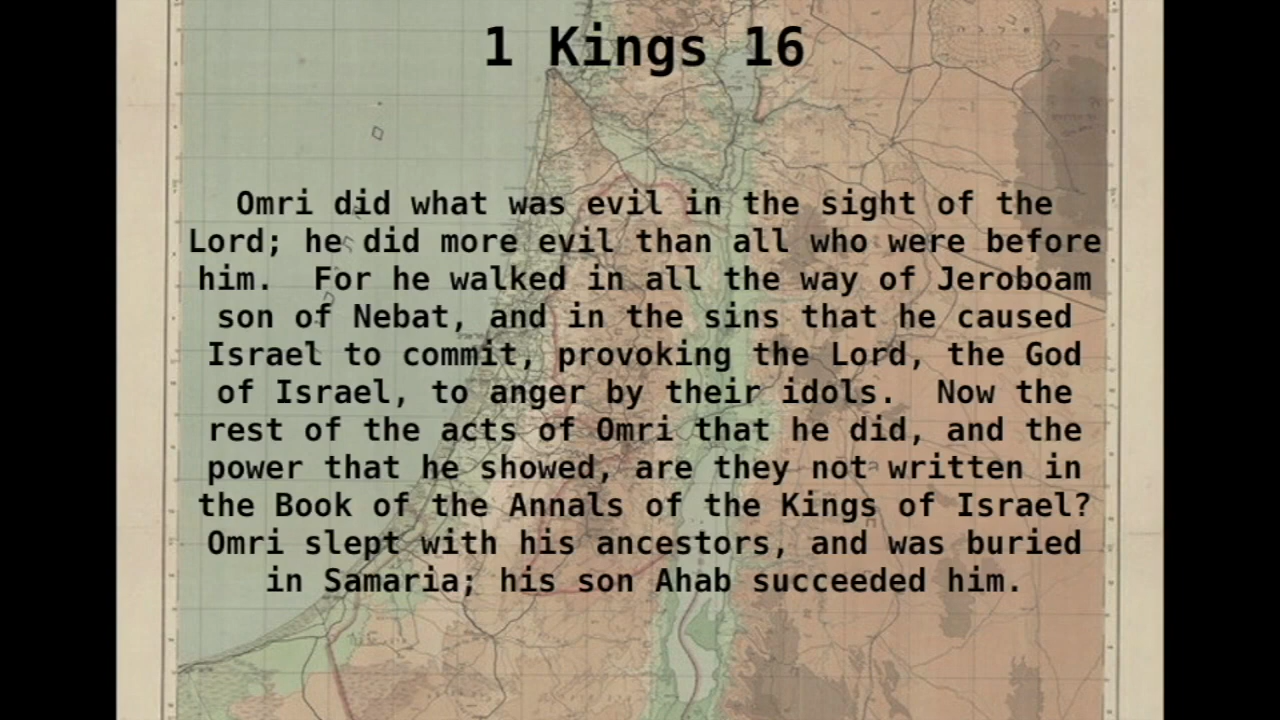 1 Kings 16
Omri did what was evil in the sight of the
Lord; he did more evil than all who were before
him.  For he walked in all the way of Jeroboam
son of Nebat, and in the sins that he caused
Israel to commit, provoking the Lord, the God
of Israel, to anger by their idols.  Now the
rest of the acts of Omri that he did, and the
power that he showed, are they not written in
the Book of the Annals of the Kings of Israel?
Omri slept with his ancestors, and was buried
in Samaria; his son Ahab succeeded him.